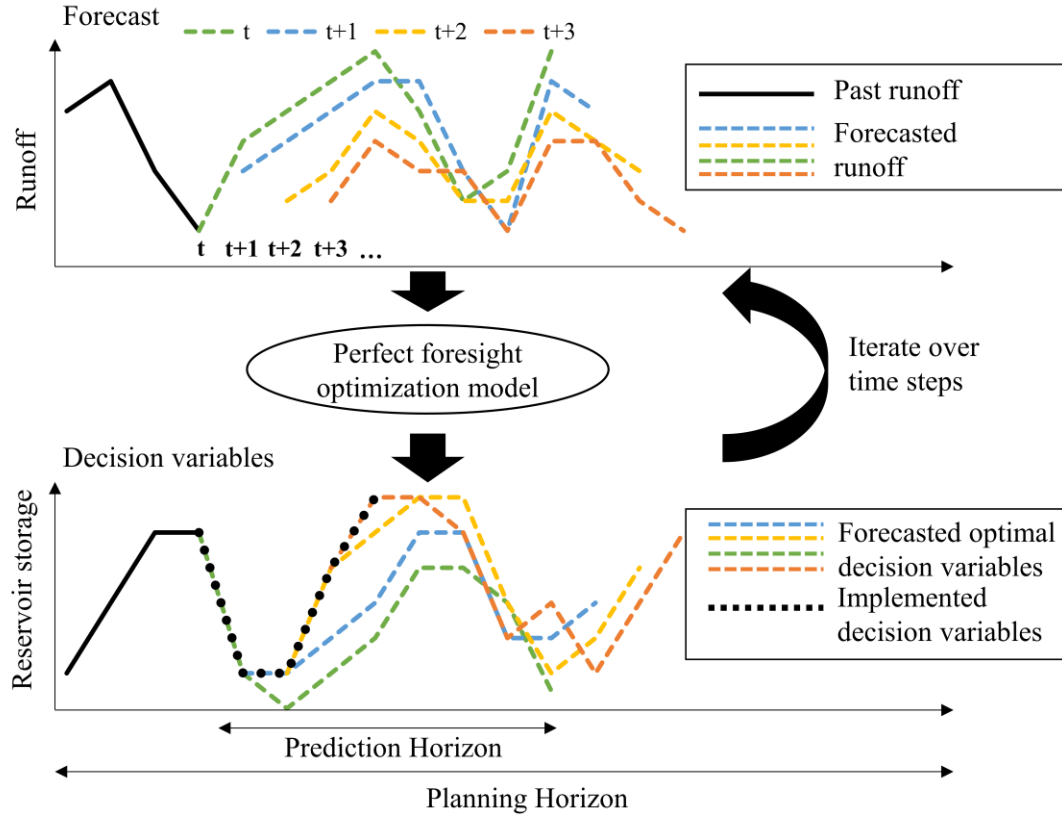 Forecast
t
t+1
t+2
t+3
Runoff
Past runoff
Forecasted
runoff
t t+1 t+2 t+3 ...
Perfect foresight
optimization model
Iterate over
time steps
Decision variables
Reservoir storage
Forecasted optimal
decision variables
Implemented
decision variables
Prediction Horizon
Planning Horizon